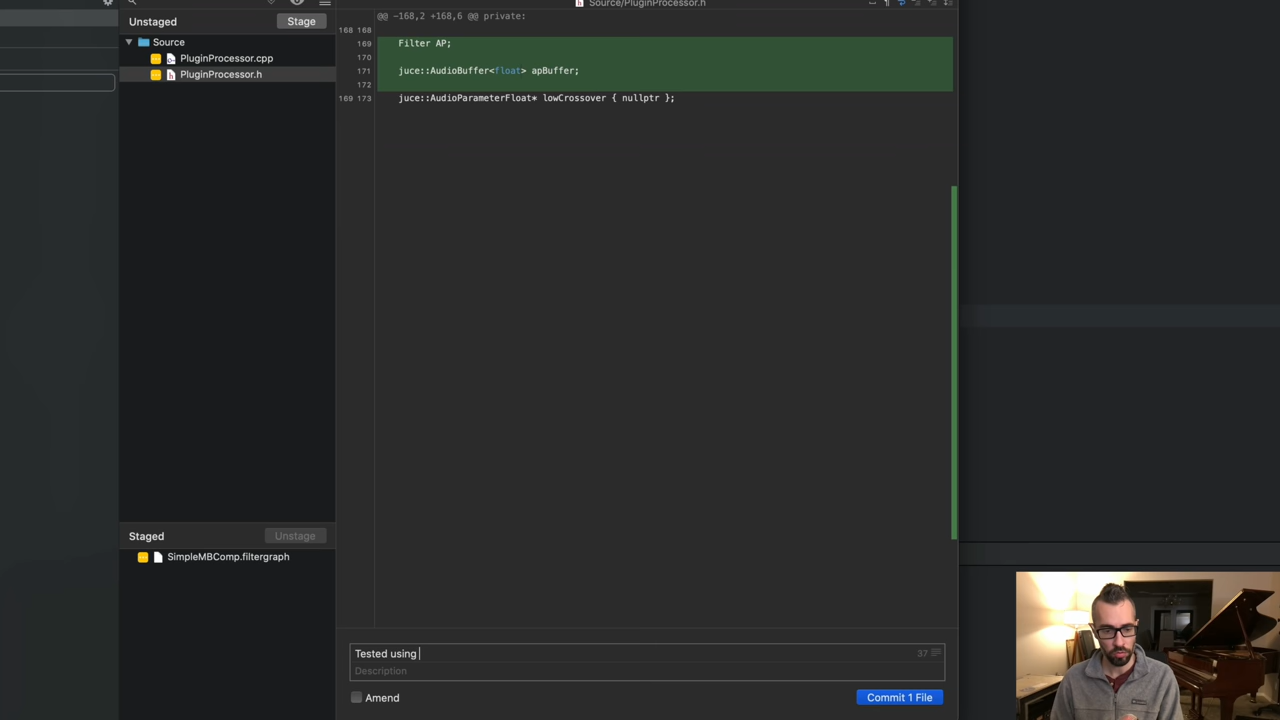 Source/PluginProcessor.h
Unstaged
Stage
Source
PluginProcessor.cpp
PluginProcessor.h
@@ -168,2 +168,6 @@ private:
168 168
169 Filter AP;
170
171 juce::AudioBuffer<float> apBuffer;
172
169 173 juce::AudioParameterFloat* lowCrossover { nullptr };
Staged
Unstage
SimpleMBComp.filtergraph
Tested using
37
Description
Amend
Commit 1 File